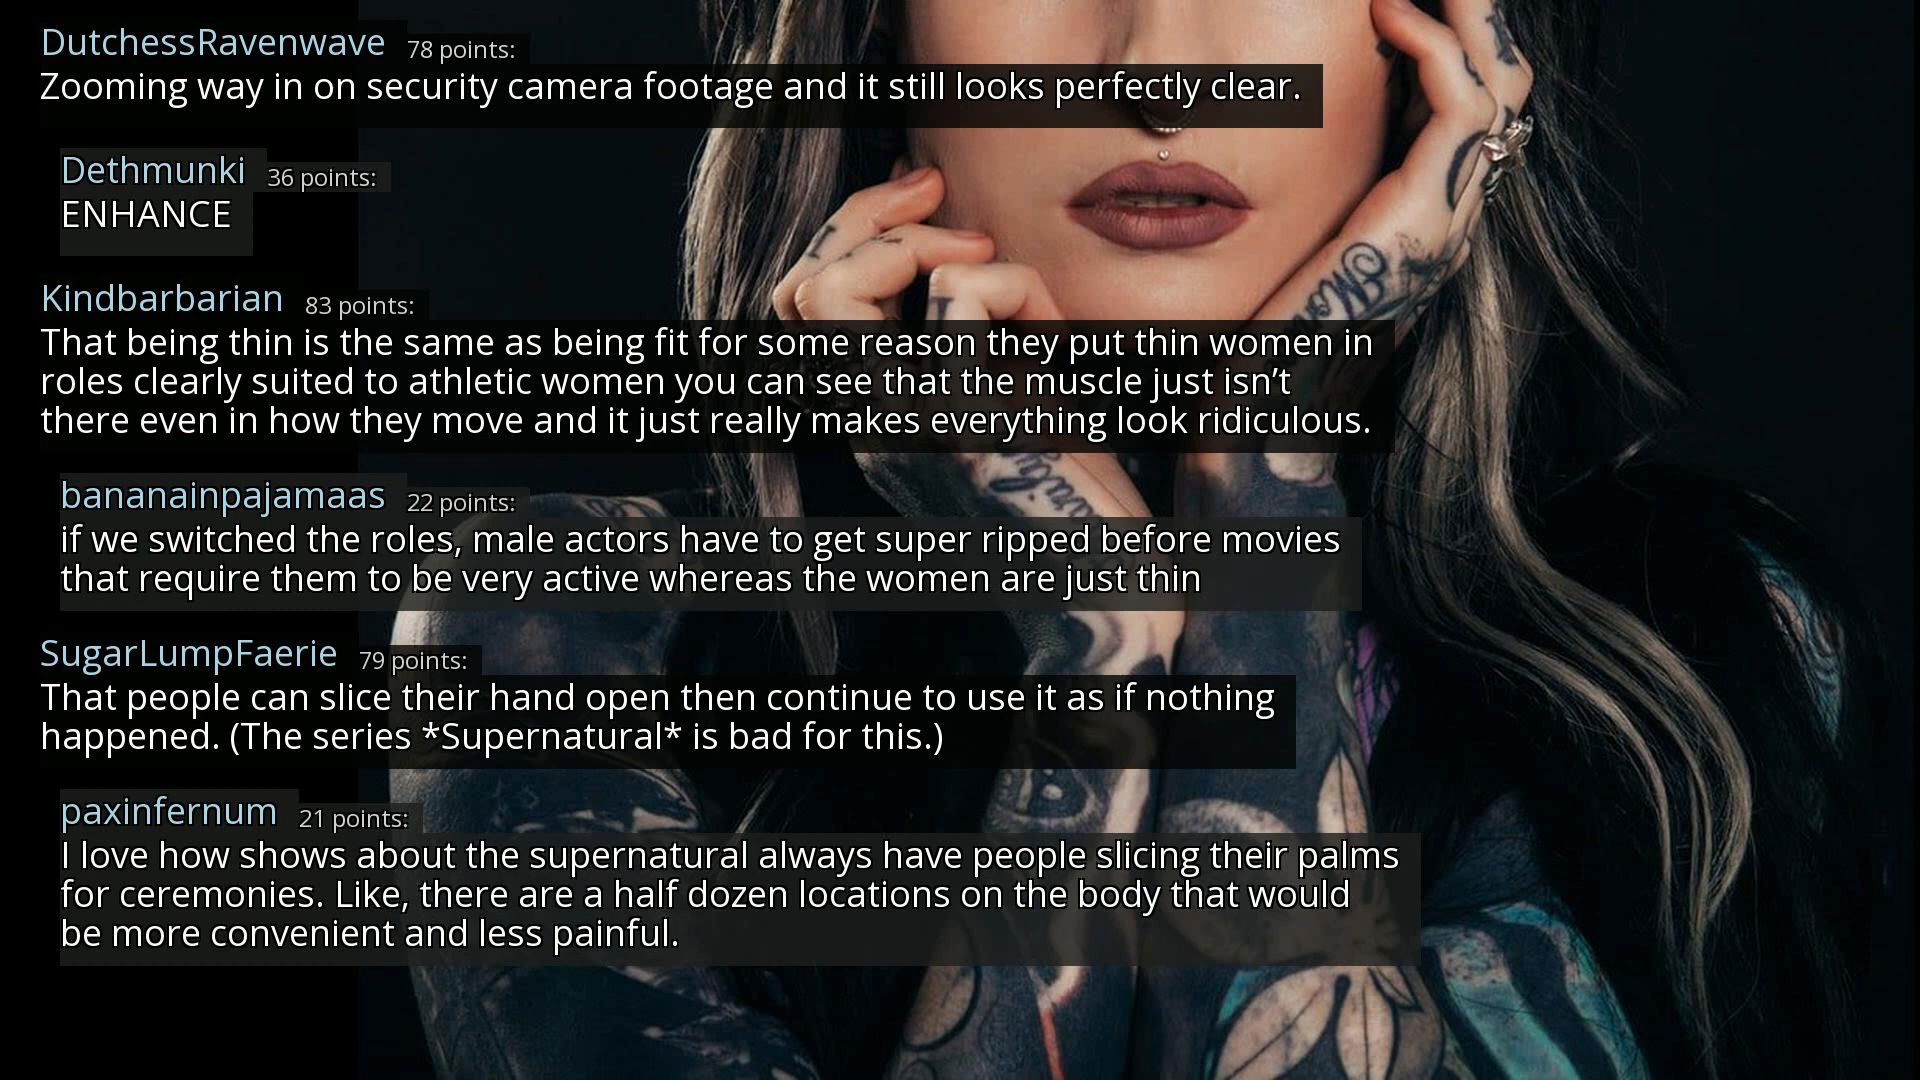 DutchessRavenwave 78 points:
Zooming way in on security camera footage and it still looks perfectly clear.
Dethmunki 36 points:
ENHANCE
Kindbarbarian 83 points:
That being thin is the same as being fit for some reason they put thin women in
roles clearly suited to athletic women you can see that the muscle just isn’t
there even in how they move and it just really makes everything look ridiculous.
bananainpajamaas 22 points:
if we switched the roles, male actors have to get super ripped before movies
that require them to be very active whereas the women are just thin
SugarLumpFaerie 79 points:
That people can slice their hand open then continue to use it as if nothing
happened. (The series *Supernatural* is bad for this.)
paxinfernum 21 points:
I love how shows about the supernatural always have people slicing their palms
for ceremonies. Like, there are a half dozen locations on the body that would
be more convenient and less painful.